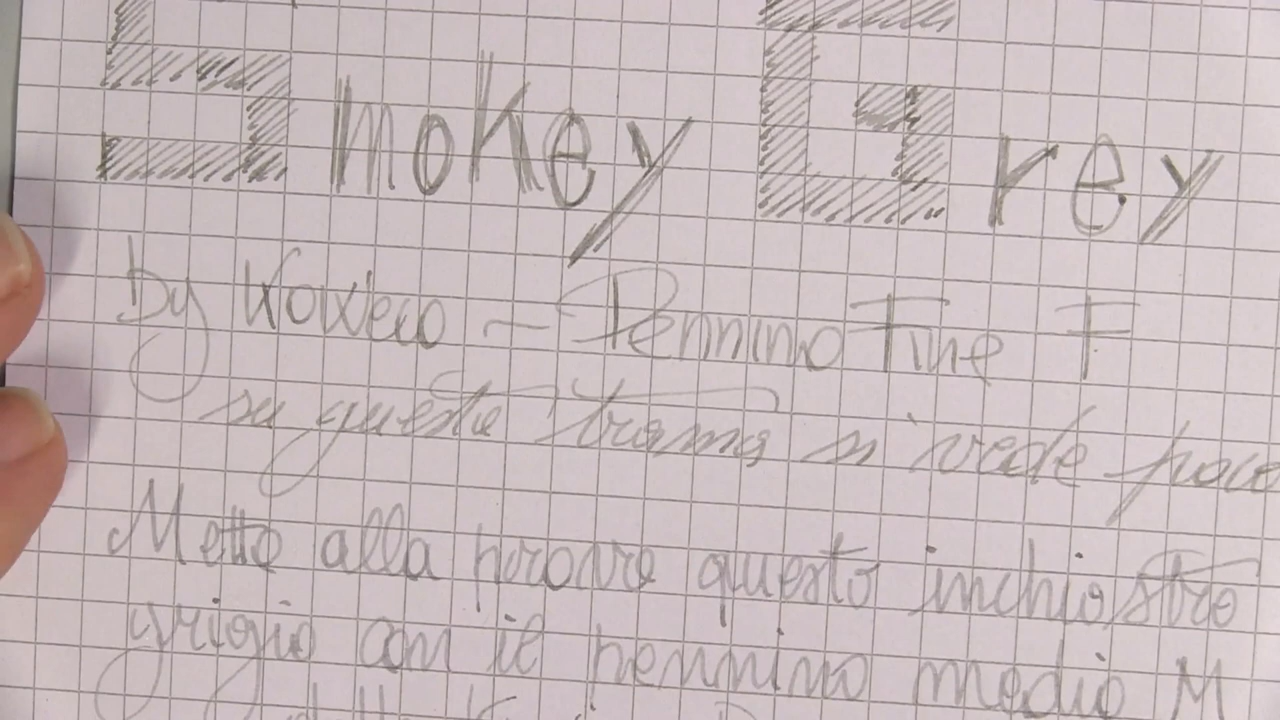 Smokey Grey
by Kaweco - Pennino Fine F
su questa trama si vede poco
Metto alla prova questo inchiostro
grigio con il pennino medio M